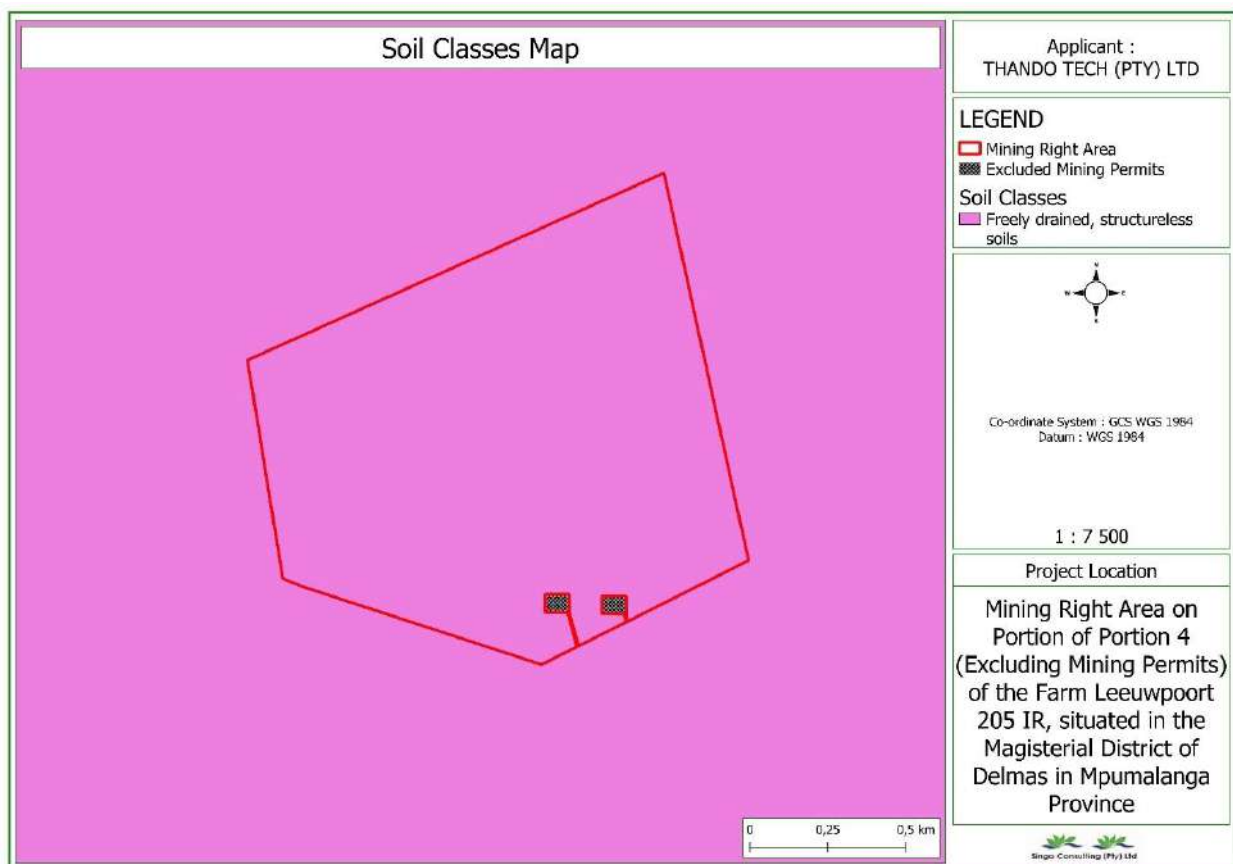 Soil Classes Map
Applicant :
THANDO TECH (PTY) LTD
LEGEND
Mining Right Area
Excluded Mining Permits
Soil Classes
Freely drained, structureless
soils
N
W
E
S
Co-ordinate System : GCS WGS 1984
Datum : WGS 1984
1 : 7 500
Project Location
Mining Right Area on
Portion of Portion 4
(Excluding Mining Permits)
of the Farm Leeuwpoort
205 IR, situated in the
Magisterial District of
Delmas in Mpumalanga
Province
0 0,25 0,5 km
Singo Consulting (Pty) Ltd